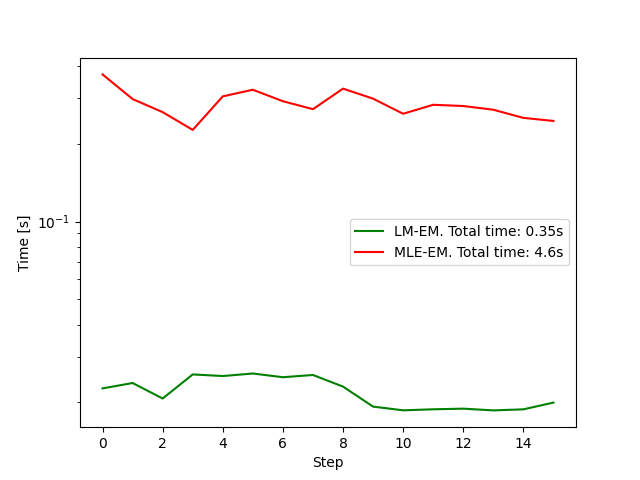 Time [s]
10⁻¹
LM-EM. Total time: 0.35s
MLE-EM. Total time: 4.6s
0 2 4 6 8 10 12 14
Step